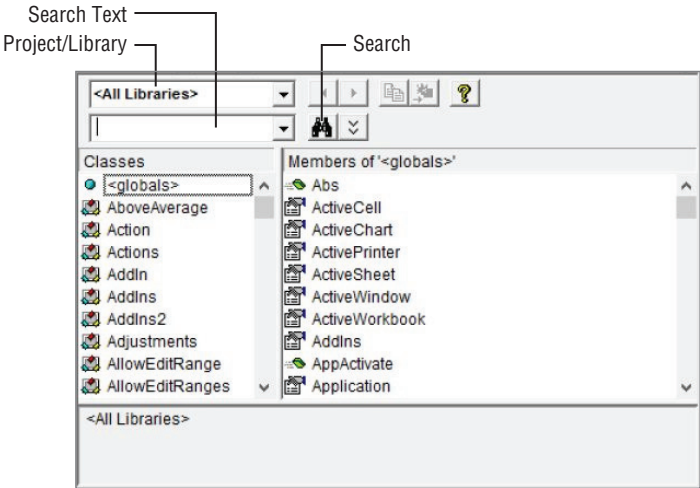 Search Text
Project/Library
Search
<All Libraries>
Classes
Members of '<globals>'
<globals>
AboveAverage
Action
Actions
AddIn
AddIns
AddIns2
Adjustments
AllowEditRange
AllowEditRanges
Abs
ActiveCell
ActiveChart
ActivePrinter
ActiveSheet
ActiveWindow
ActiveWorkbook
AddIns
AppActivate
Application
<All Libraries>